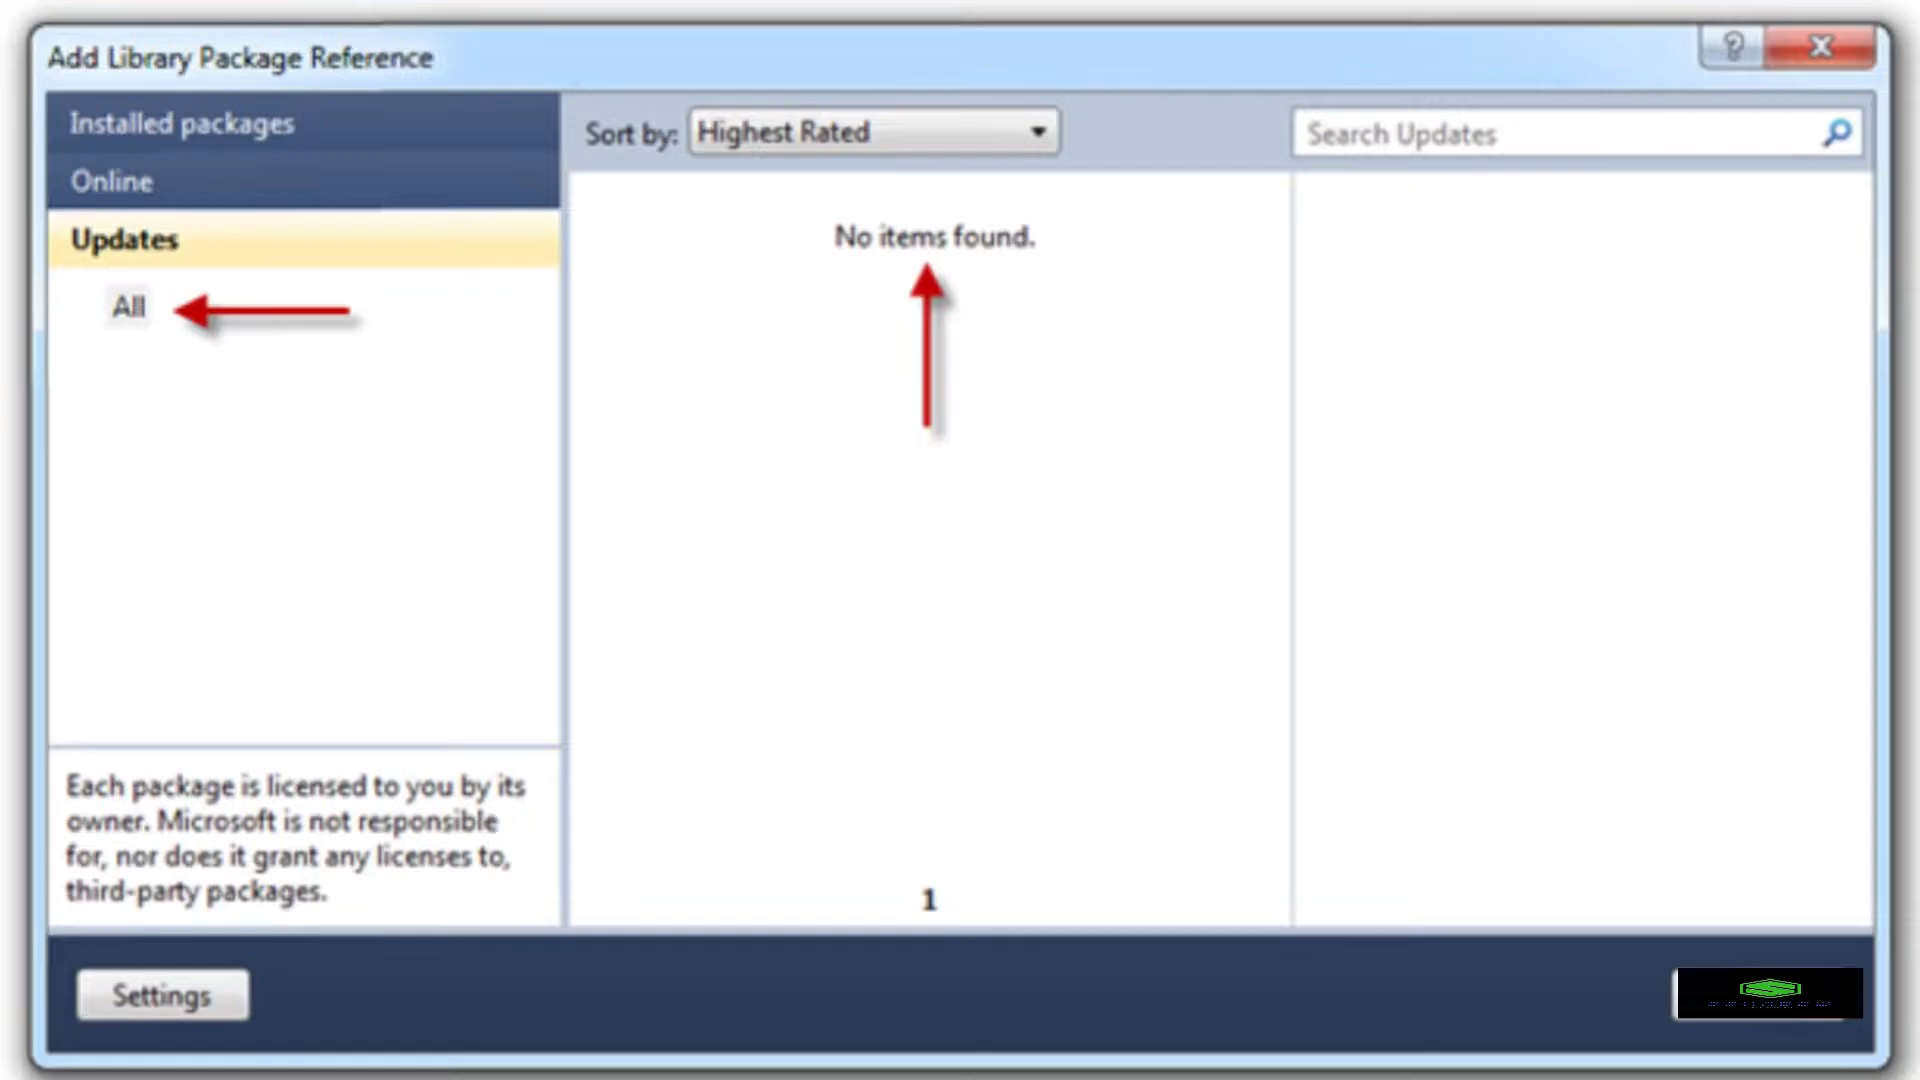 Add Library Package Reference
?
Installed packages
Online
Updates
All
Sort by: Highest Rated
Search Updates
No items found.
1
Each package is licensed to you by its
owner. Microsoft is not responsible
for, nor does it grant any licenses to,
third-party packages.
Settings